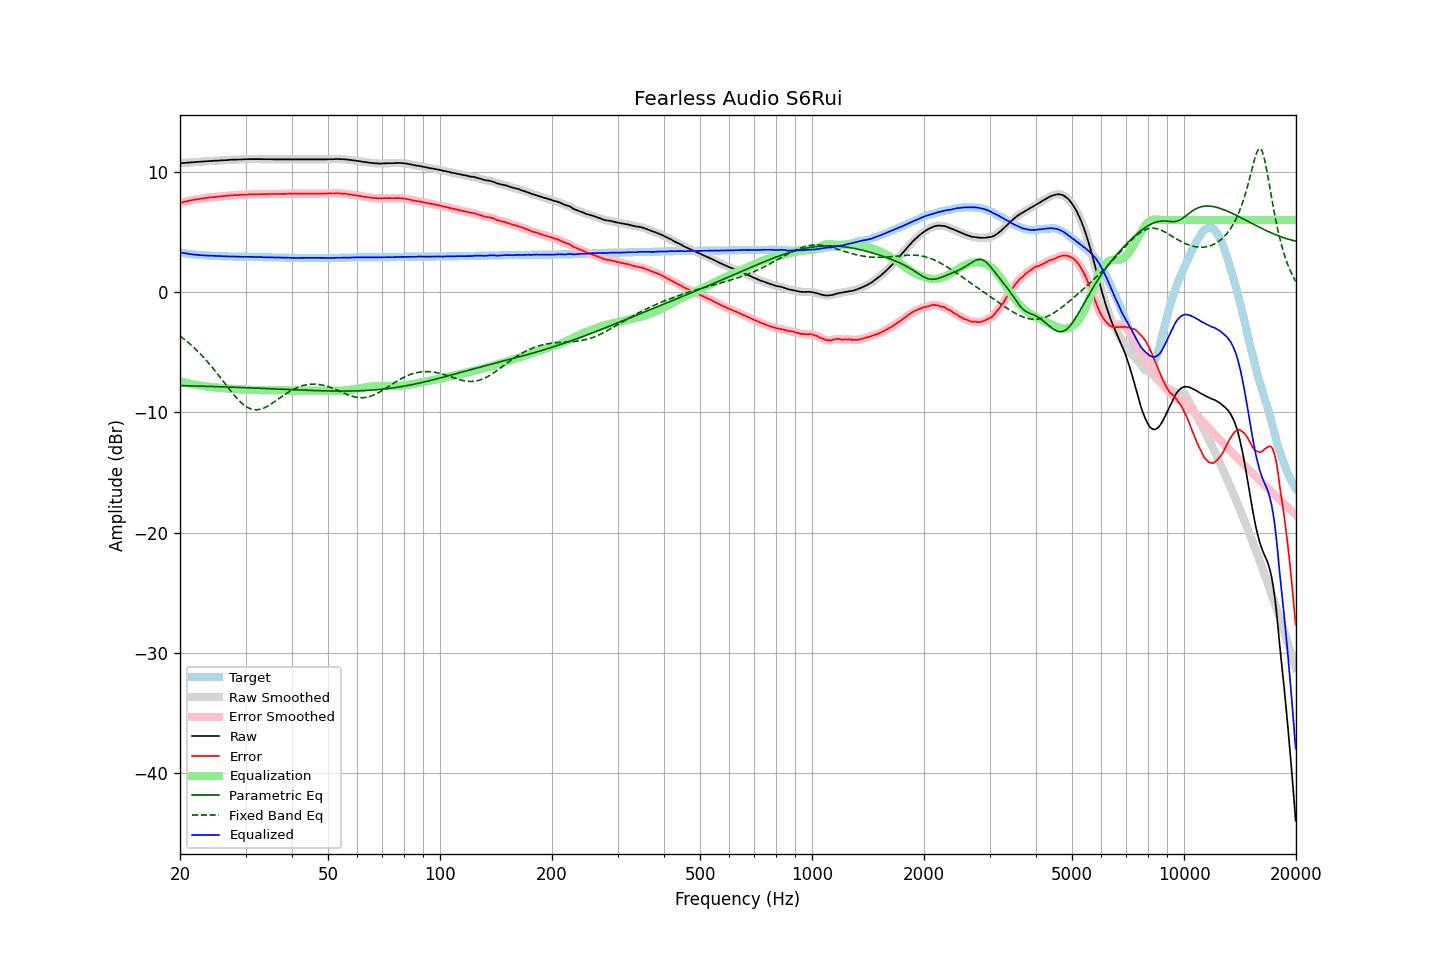 Fearless Audio S6Rui
Amplitude (dBr)
10
0
−10
−20
−30
−40
Target
Raw Smoothed
Error Smoothed
Raw
Error
Equalization
Parametric Eq
Fixed Band Eq
Equalized
20 50 100 200 500 1000 2000 5000 10000 20000
Frequency (Hz)